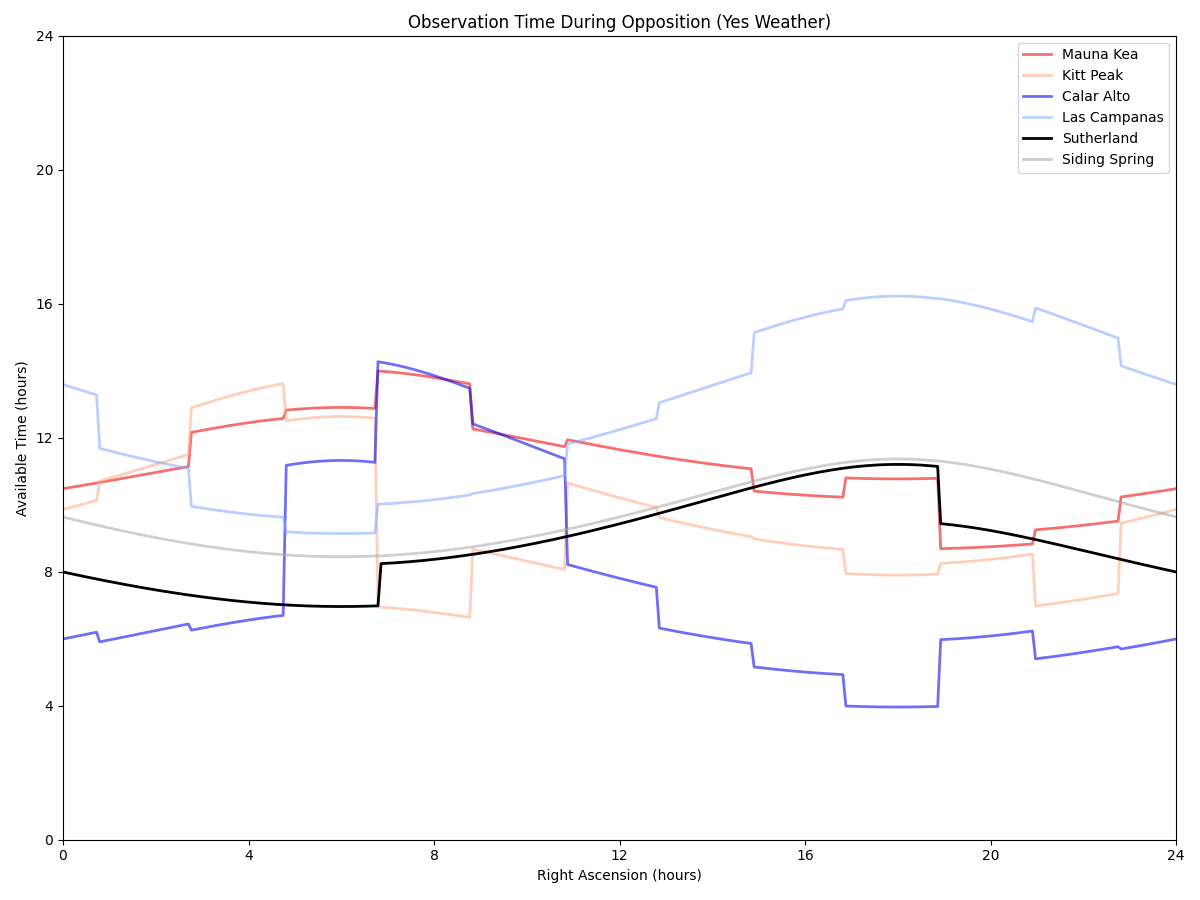 Observation Time During Opposition (Yes Weather)
24
20
16
12
8
4
0
Available Time (hours)
Mauna Kea
Kitt Peak
Calar Alto
Las Campanas
Sutherland
Siding Spring
0 4 8 12 16 20 24
Right Ascension (hours)